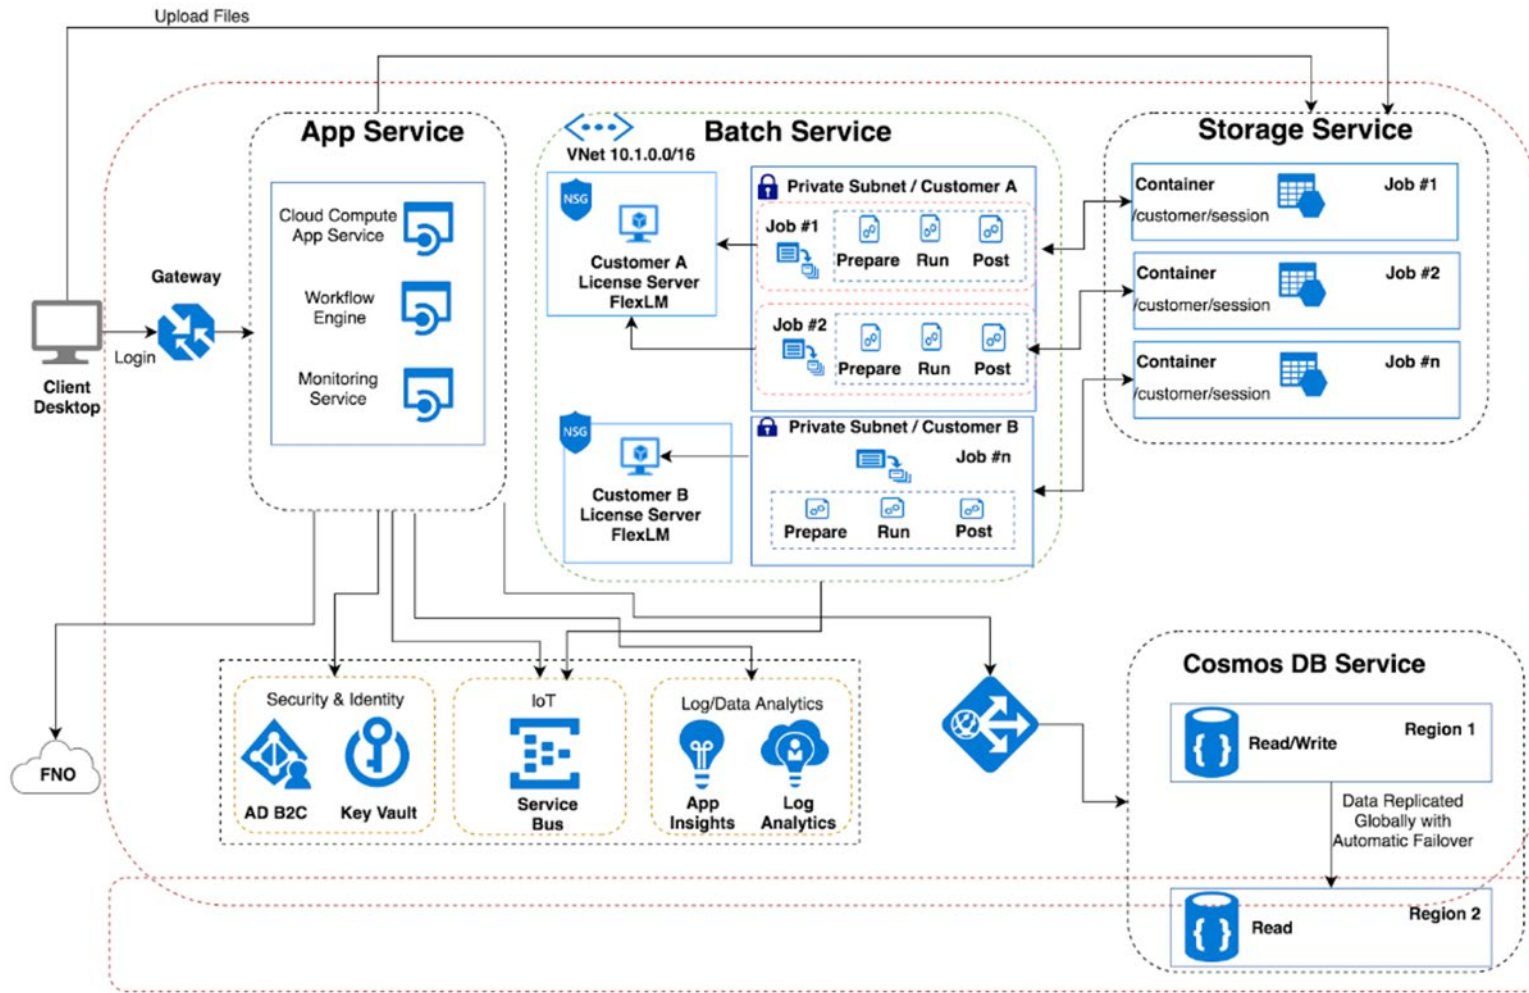 Upload Files
App Service
Cloud Compute
App Service
Workflow
Engine
Monitoring
Service
Gateway
Login
Client
Desktop
Batch Service
VNet 10.1.0.0/16
NSG
Customer A
License Server
FlexLM
Private Subnet / Customer A
Job #1
Prepare
Run
Post
Job #2
Prepare
Run
Post
NSG
Customer B
License Server
FlexLM
Private Subnet / Customer B
Job #n
Prepare
Run
Post
Storage Service
Container
Job #1
/customer/session
Container
Job #2
/customer/session
Container
Job #n
/customer/session
FNO
Security & Identity
AD B2C
Key Vault
IoT
Service
Bus
Log/Data Analytics
App
Insights
Log
Analytics
Cosmos DB Service
Region 1
Read/Write
Data Replicated
Globally with
Automatic Failover
Region 2
Read